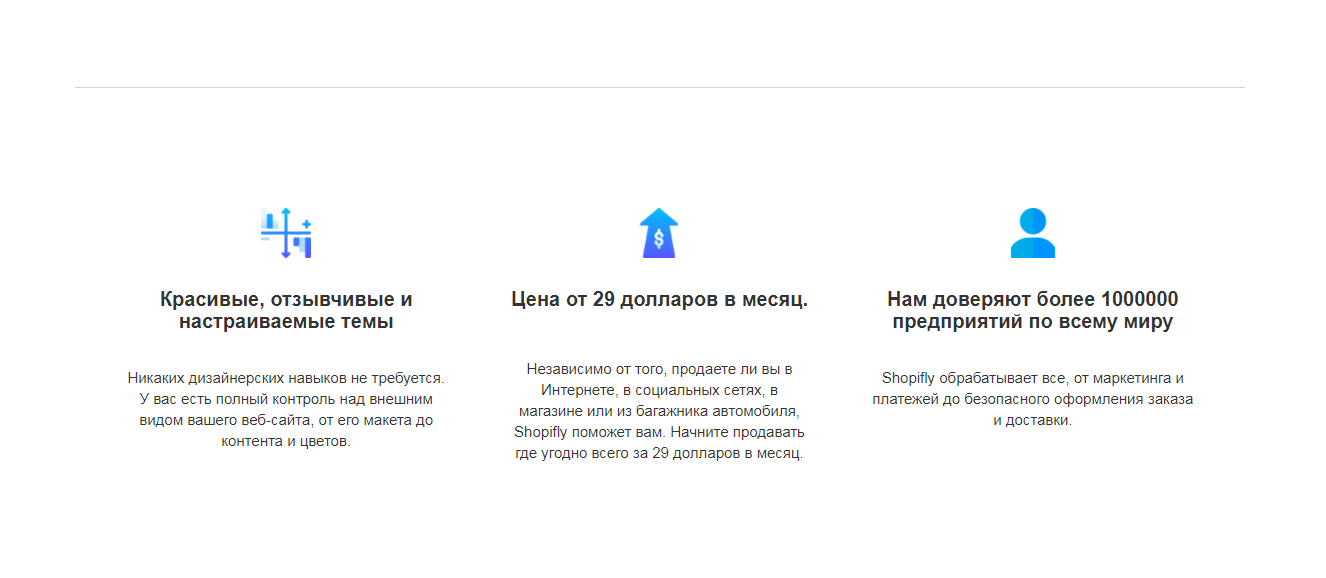 Красивые, отзывчивые и
настраиваемые темы
Никаких дизайнерских навыков не требуется.
У вас есть полный контроль над внешним
видом вашего веб-сайта, от его макета до
контента и цветов.
$
Цена от 29 долларов в месяц.
Независимо от того, продаете ли вы в
Интернете, в социальных сетях, в
магазине или из багажника автомобиля,
Shopifly поможет вам. Начните продавать
где угодно всего за 29 долларов в месяц.
Нам доверяют более 1000000
предприятий по всему миру
Shopifly обрабатывает все, от маркетинга и
платежей до безопасного оформления заказа
и доставки.